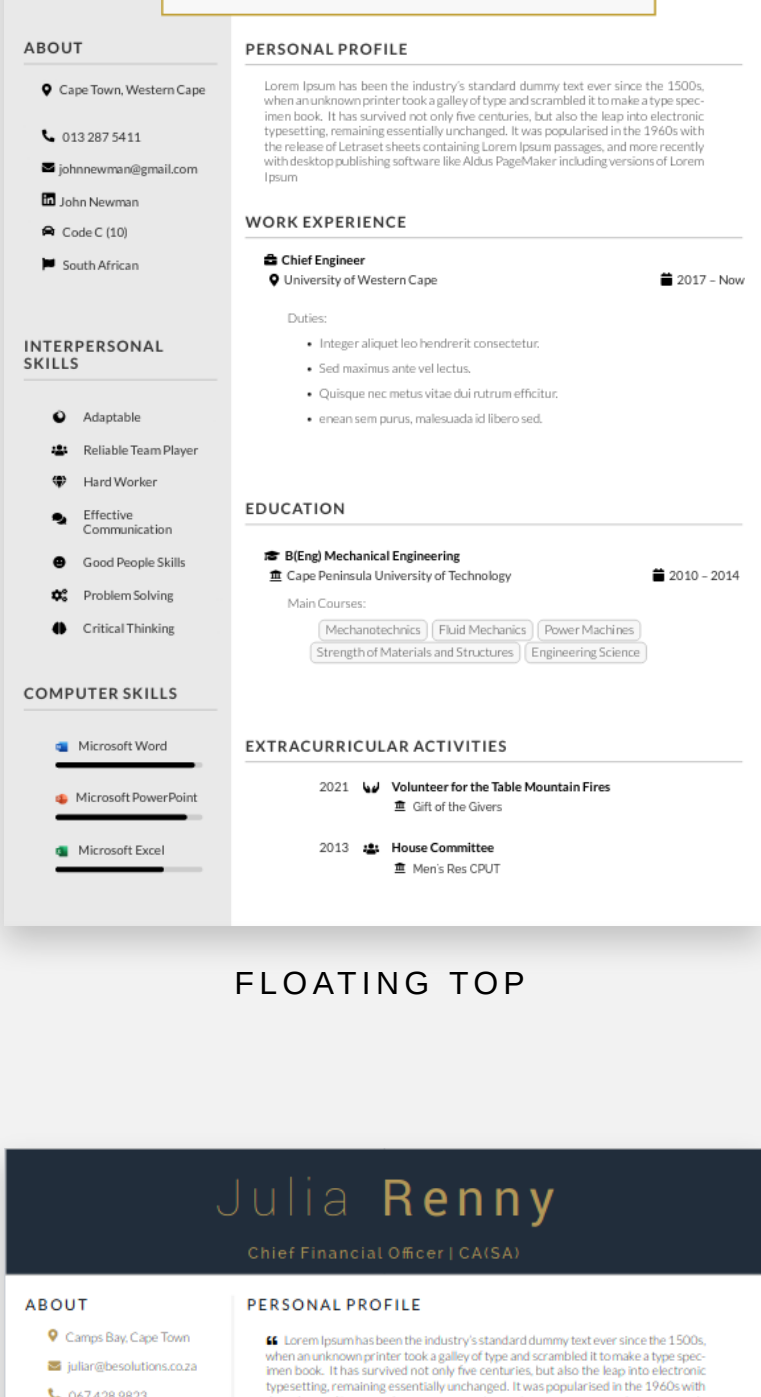 ABOUT
Cape Town, Western Cape
013 287 5411
johnnewman@gmail.com
John Newman
Code C (10)
South African
INTERPERSONAL
SKILLS
Adaptable
Reliable Team Player
Hard Worker
Effective
Communication
Good People Skills
Problem Solving
Critical Thinking
COMPUTER SKILLS
Microsoft Word
Microsoft PowerPoint
Microsoft Excel
PERSONAL PROFILE
Lorem Ipsum has been the industry's standard dummy text ever since the 1500s,
when an unknown printer took a galley of type and scrambled it to make a type spec-
imen book. It has survived not only five centuries, but also the leap into electronic
typesetting, remaining essentially unchanged. It was popularised in the 1960s with
the release of Letraset sheets containing Lorem Ipsum passages, and more recently
with desktop publishing software like Aldus PageMaker including versions of Lorem
Ipsum
WORK EXPERIENCE
Chief Engineer
University of Western Cape 2017 – Now
Duties:
• Integer aliquet leo hendrerit consectetur.
• Sed maximus ante vel lectus.
• Quisque nec metus vitae dui rutrum efficitur.
• enean sem purus, malesuada id libero sed.
EDUCATION
B(Eng) Mechanical Engineering
Cape Peninsula University of Technology 2010 – 2014
Main Courses:
Mechanotechnics Fluid Mechanics Power Machines
Strength of Materials and Structures Engineering Science
EXTRACURRICULAR ACTIVITIES
2021 Volunteer for the Table Mountain Fires
Gift of the Givers
2013 House Committee
Men's Res CPUT
FLOATING TOP
Julia Renny
Chief Financial Officer | CA(SA)
ABOUT
Camps Bay, Cape Town
juliar@besolutions.co.za
067 428 9823
PERSONAL PROFILE
❝ Lorem Ipsum has been the industry's standard dummy text ever since the 1500s,
when an unknown printer took a galley of type and scrambled it to make a type spec-
imen book. It has survived not only five centuries, but also the leap into electronic
typesetting, remaining essentially unchanged. It was popularised in the 1960s with